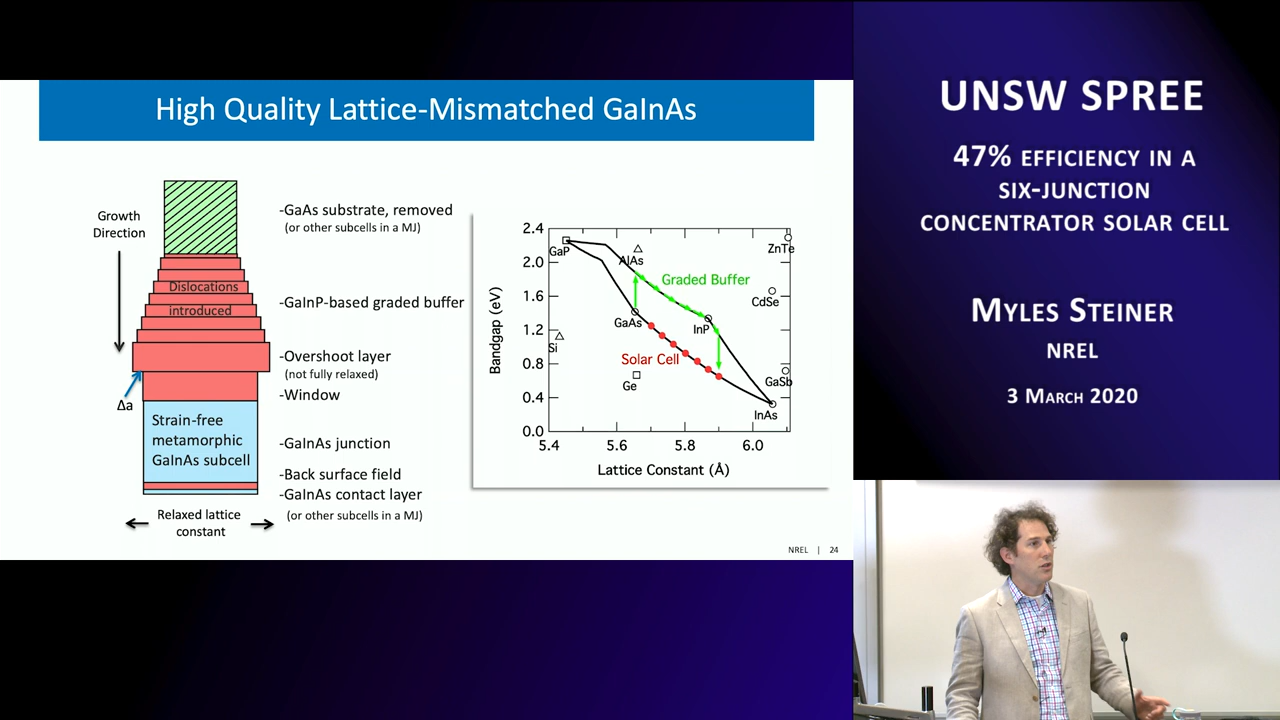 High Quality Lattice-Mismatched GaInAs
Growth
Direction
Dislocations
introduced
Δa
Strain-free
metamorphic
GaInAs subcell
Relaxed lattice
constant
-GaAs substrate, removed
(or other subcells in a MJ)
-GaInP-based graded buffer
-Overshoot layer
(not fully relaxed)
-Window
-GaInAs junction
-Back surface field
-GaInAs contact layer
(or other subcells in a MJ)
Bandgap (eV)
2.4
2.0
1.6
1.2
0.8
0.4
0.0
5.4
5.6
5.8
6.0
Lattice Constant (Å)
GaP
AlAs
ZnTe
Graded Buffer
CdSe
GaAs
InP
Si
Solar Cell
Ge
GaSb
InAs
NREL | 24
UNSW SPREE
47% EFFICIENCY IN A
SIX-JUNCTION
CONCENTRATOR SOLAR CELL
MYLES STEINER
NREL
3 MARCH 2020